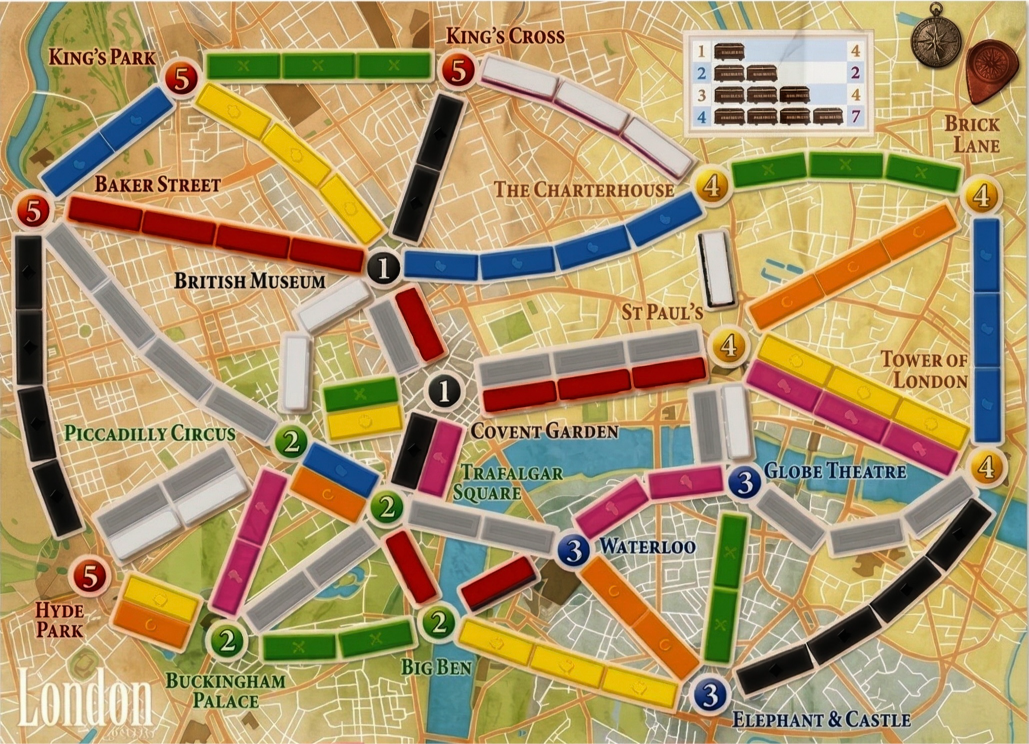 KING'S PARK
5
KING'S CROSS
5
1 4
2 2
3 4
4 7
BRICK
LANE
4
BAKER STREET
5
THE CHARTERHOUSE
4
BRITISH MUSEUM
1
ST PAUL'S
4
TOWER OF
LONDON
4
1
COVENT GARDEN
PICCADILLY CIRCUS
2
TRAFALGAR
SQUARE
2
GLOBE THEATRE
3
WATERLOO
3
5
HYDE
PARK
2
BUCKINGHAM
PALACE
2
BIG BEN
3
ELEPHANT & CASTLE
London